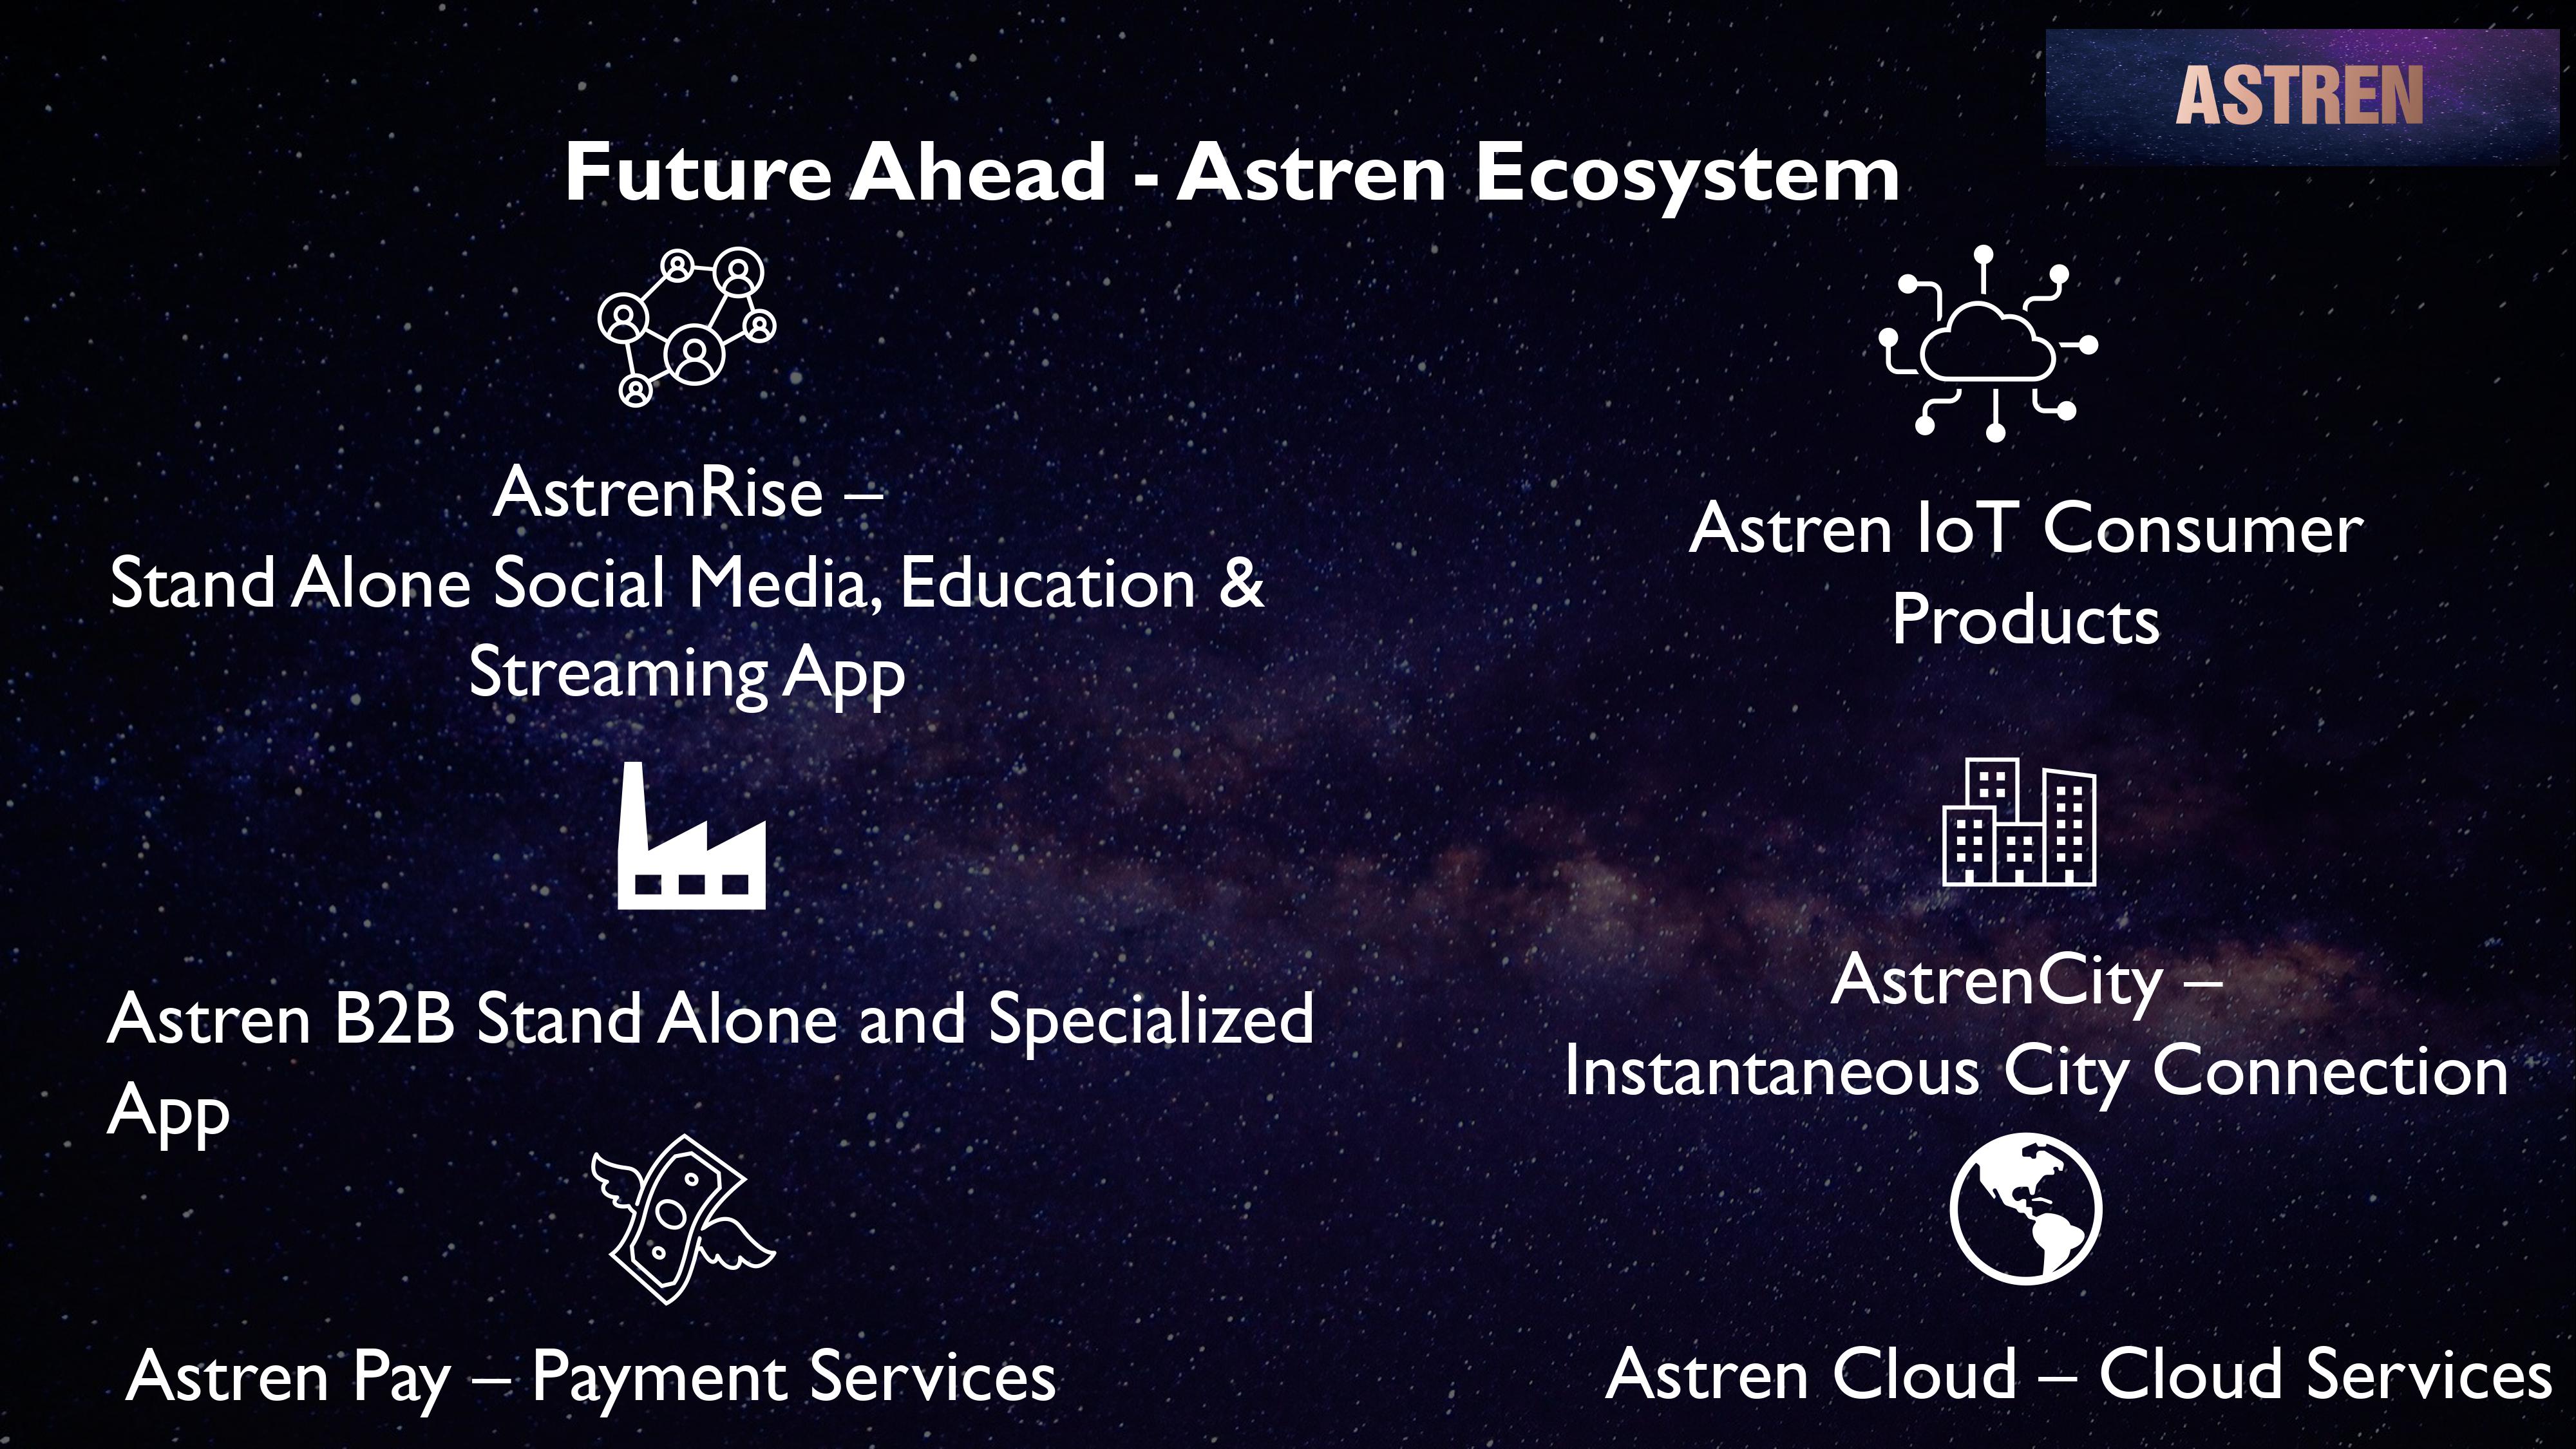 ASTREN
Future Ahead - Astren Ecosystem
AstrenRise –
Stand Alone Social Media, Education &
Streaming App
Astren IoT Consumer
Products
Astren B2B Stand Alone and Specialized
App
AstrenCity –
Instantaneous City Connection
Astren Pay – Payment Services
Astren Cloud – Cloud Services